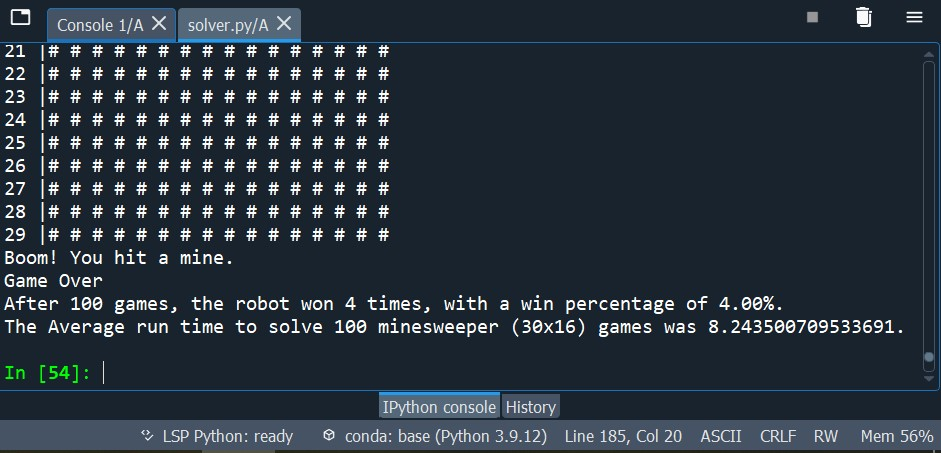 Console 1/A
solver.py/A
21 |# # # # # # # # # # # # # # # #
22 |# # # # # # # # # # # # # # # #
23 |# # # # # # # # # # # # # # # #
24 |# # # # # # # # # # # # # # # #
25 |# # # # # # # # # # # # # # # #
26 |# # # # # # # # # # # # # # # #
27 |# # # # # # # # # # # # # # # #
28 |# # # # # # # # # # # # # # # #
29 |# # # # # # # # # # # # # # # #
Boom! You hit a mine.
Game Over
After 100 games, the robot won 4 times, with a win percentage of 4.00%.
The Average run time to solve 100 minesweeper (30x16) games was 8.243500709533691.
In [54]:
IPython console History
LSP Python: ready conda: base (Python 3.9.12) Line 185, Col 20 ASCII CRLF RW Mem 56%